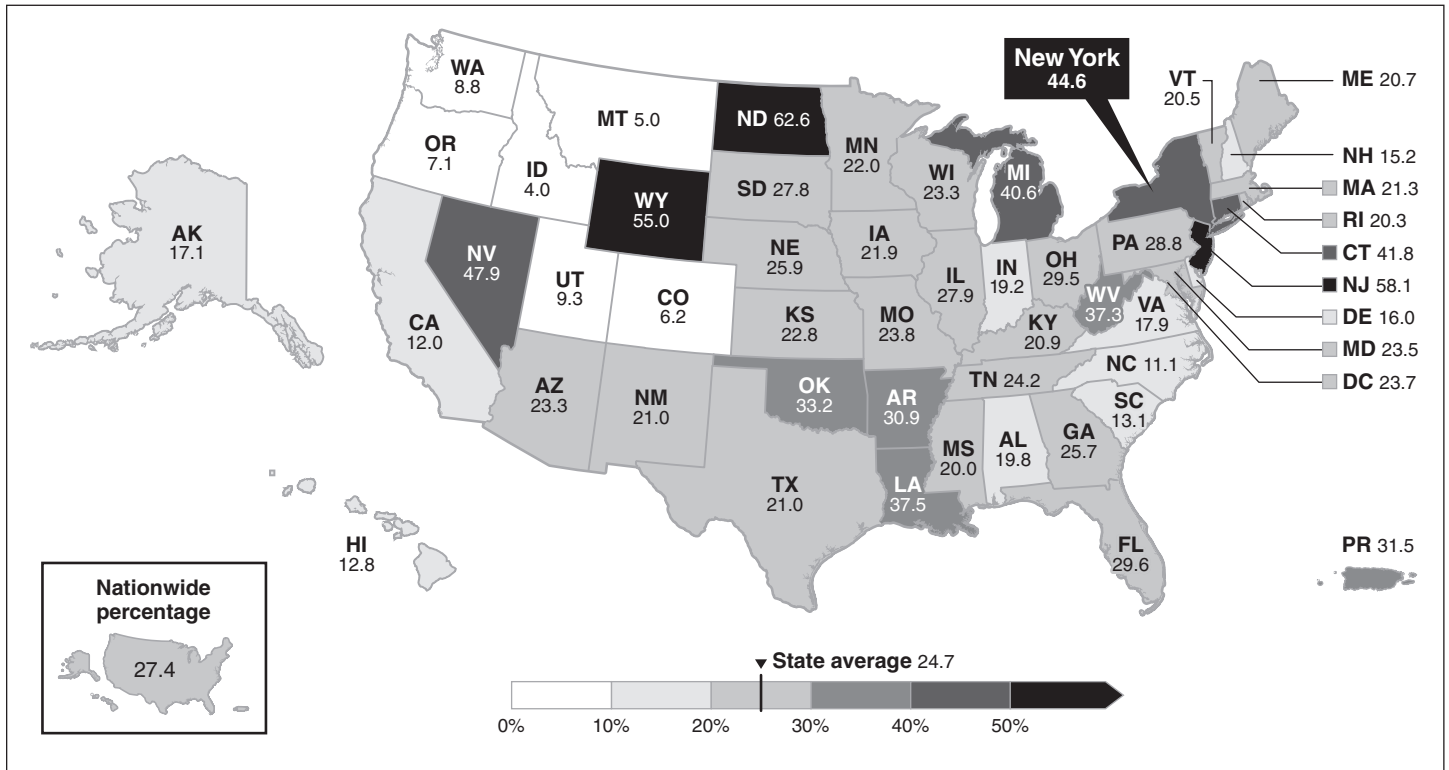 New York
44.6
VT
20.5
ME 20.7
WA
8.8
MT 5.0
ND 62.6
MN
22.0
OR
7.1
ID
4.0
WI
23.3
MI
40.6
NH 15.2
MA 21.3
SD 27.8
WY
55.0
RI 20.3
AK
17.1
NV
47.9
NE
25.9
IA
21.9
PA 28.8
CT 41.8
UT
9.3
CO
6.2
IL
27.9
IN
19.2
OH
29.5
NJ 58.1
WV
37.3
VA
17.9
DE 16.0
CA
12.0
KS
22.8
MO
23.8
KY
20.9
MD 23.5
NC 11.1
DC 23.7
AZ
23.3
NM
21.0
OK
33.2
AR
30.9
TN 24.2
SC
13.1
MS
20.0
AL
19.8
GA
25.7
TX
21.0
LA
37.5
HI
12.8
FL
29.6
PR 31.5
Nationwide
percentage
27.4
State average 24.7
0% 10% 20% 30% 40% 50%